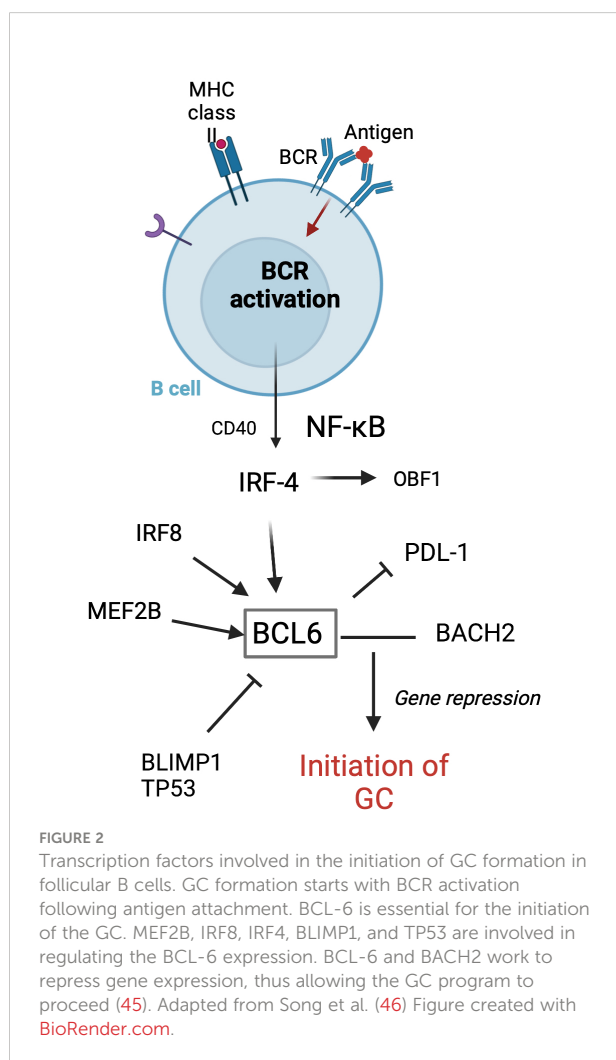 MHC
class
II
Antigen
BCR
BCR
activation
B cell
CD40
NF-κB
IRF-4
OBF1
IRF8
PDL-1
MEF2B
BCL6
BACH2
Gene repression
BLIMP1
TP53
Initiation of
GC
FIGURE 2
Transcription factors involved in the initiation of GC formation in
follicular B cells. GC formation starts with BCR activation
following antigen attachment. BCL-6 is essential for the initiation
of the GC. MEF2B, IRF8, IRF4, BLIMP1, and TP53 are involved in
regulating the BCL-6 expression. BCL-6 and BACH2 work to
repress gene expression, thus allowing the GC program to
proceed (45). Adapted from Song et al. (46) Figure created with
BioRender.com.